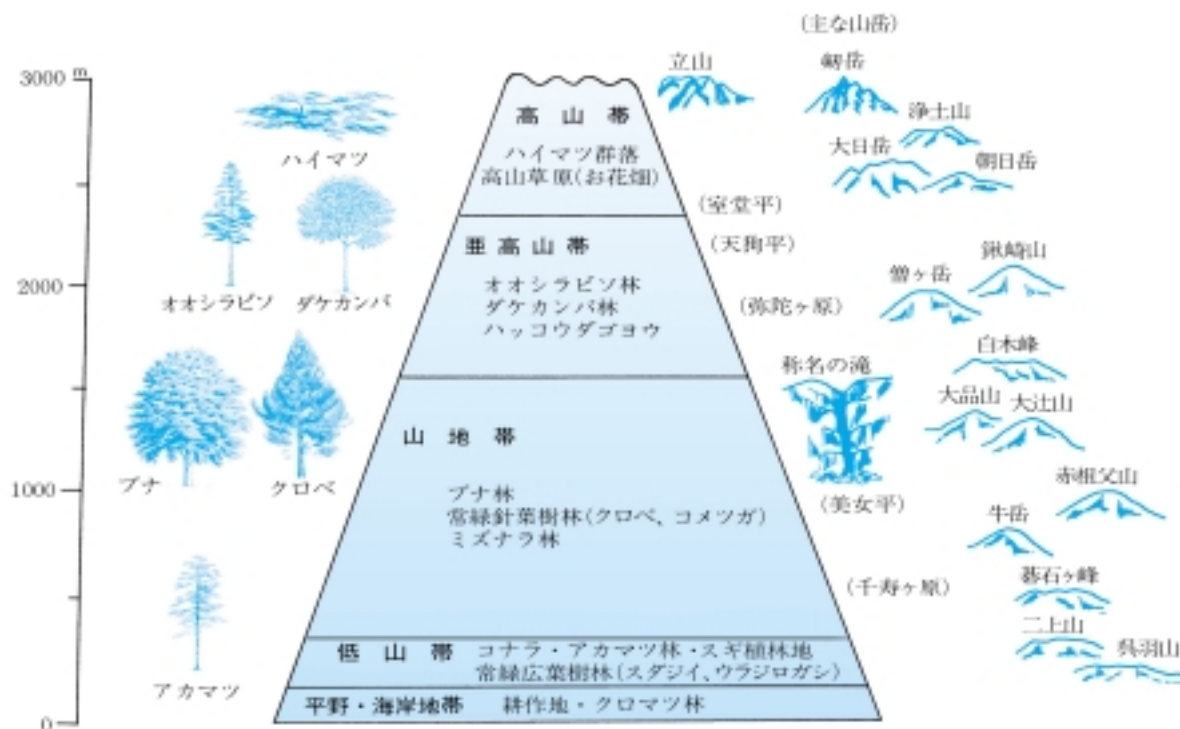 (主な山岳)
3000 m
立山
剱岳
浄土山
大日岳
朝日岳
高山帯
ハイマツ群落
高山草原(お花畑)
ハイマツ
(室堂平)
亜高山帯
(天狗平)
オオシラビソ林
ダケカンバ林
ハッコウダゴヨウ
(弥陀ヶ原)
鍬崎山
僧ヶ岳
2000
オオシラビソ
ダケカンバ
白木峰
称名の滝
大品山
大辻山
山地帯
ブナ林
常緑針葉樹林(クロベ、コメツガ)
ミズナラ林
1000
ブナ
クロベ
(美女平)
赤祖父山
牛岳
(千寿ヶ原)
碁石ヶ峰
二上山
呉羽山
低山帯
コナラ・アカマツ林・スギ植林地
常緑広葉樹林(スダジイ、ウラジロガシ)
アカマツ
平野・海岸地帯
耕作地・クロマツ林
0